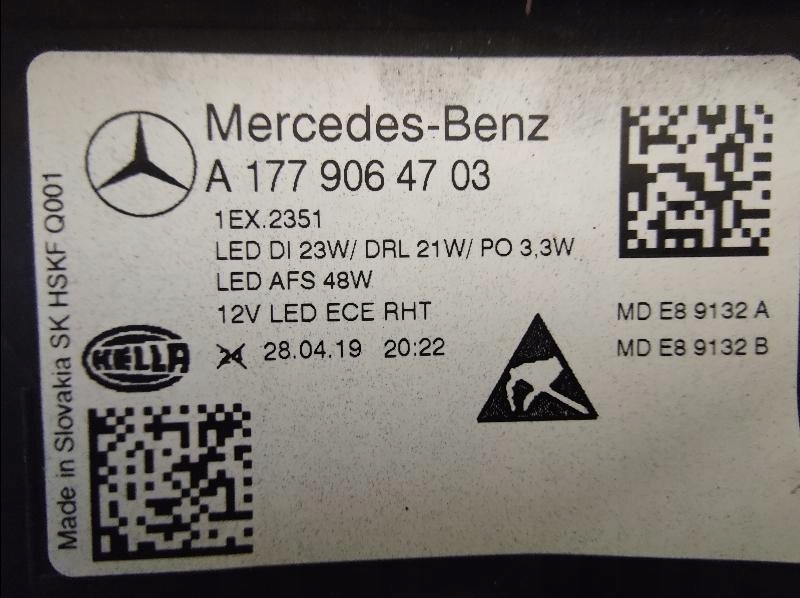 Mercedes-Benz
A 177 906 47 03
1EX.2351
LED DI 23W/ DRL 21W/ PO 3,3W
LED AFS 48W
12V LED ECE RHT
24 28.04.19 20:22
HELLA
MD E8 9132 A
MD E8 9132 B
Made in Slovakia SK HSKF Q001